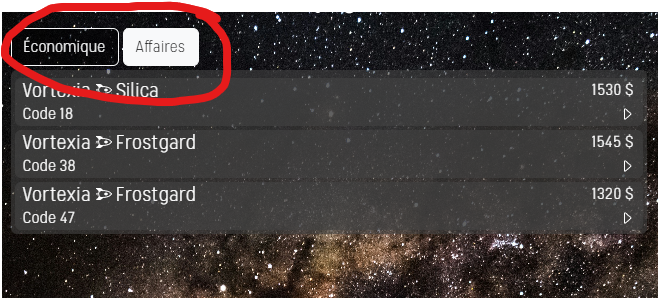 Économique Affaires
Vortexia Silica 1530 $
Code 18
Vortexia Frostgard 1545 $
Code 38
Vortexia Frostgard 1320 $
Code 47